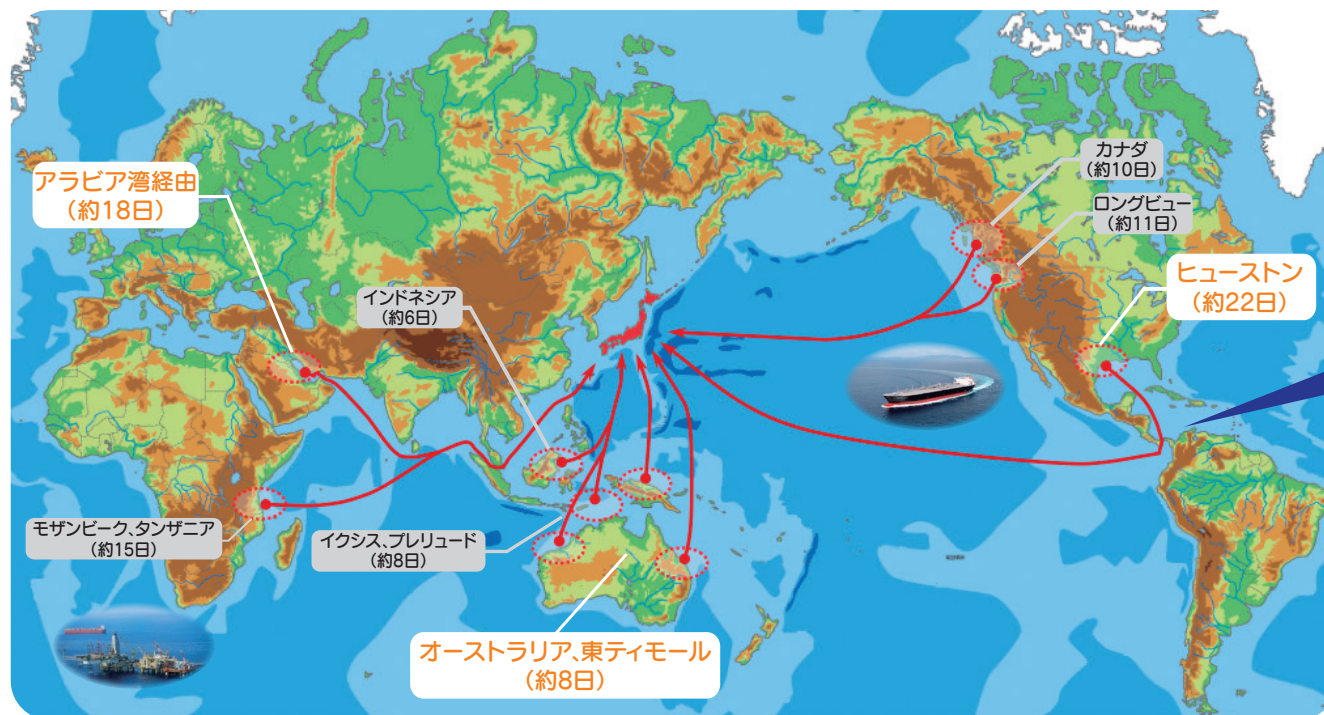 アラビア湾経由
(約18日)
カナダ
(約10日)
ロングビュー
(約11日)
ヒューストン
(約22日)
インドネシア
(約6日)
モザンビーク、タンザニア
(約15日)
イクシス、プレリュード
(約8日)
オーストラリア、東ティモール
(約8日)